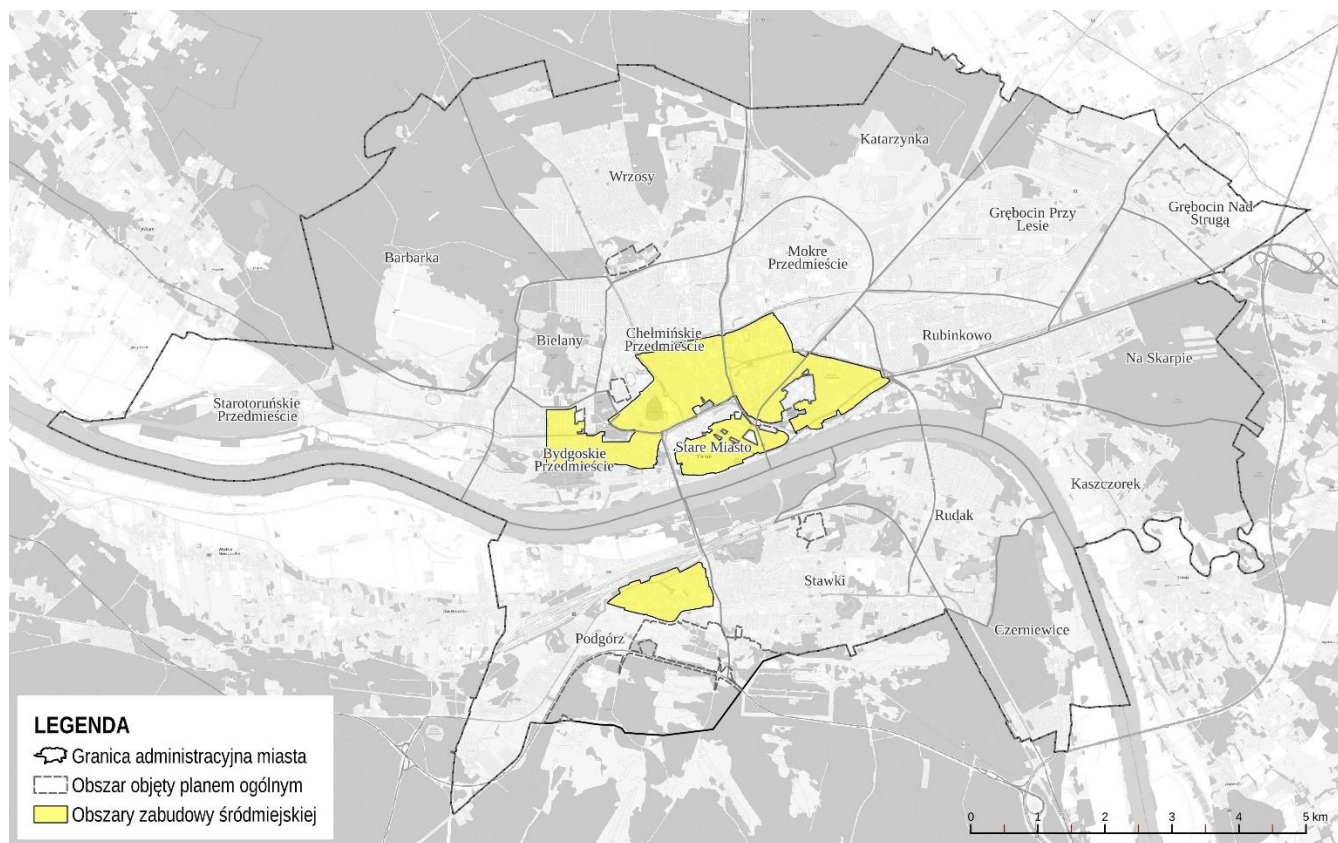 Katarzynka
Wrzosy
Grębocin Przy
Lesie
Grębocin Nad
Strugą
Barbarka
Mokre
Przedmieście
Bielany
Chełmińskie
Przedmieście
Rubinkowo
Na Skarpie
Starotoruńskie
Przedmieście
Bydgoskie
Przedmieście
Stare Miasto
Kaszczorek
Rudak
Stawki
Podgórz
Czerniewice
LEGENDA
Granica administracyjna miasta
Obszar objęty planem ogólnym
Obszary zabudowy śródmiejskiej
0 1 2 3 4 5 km